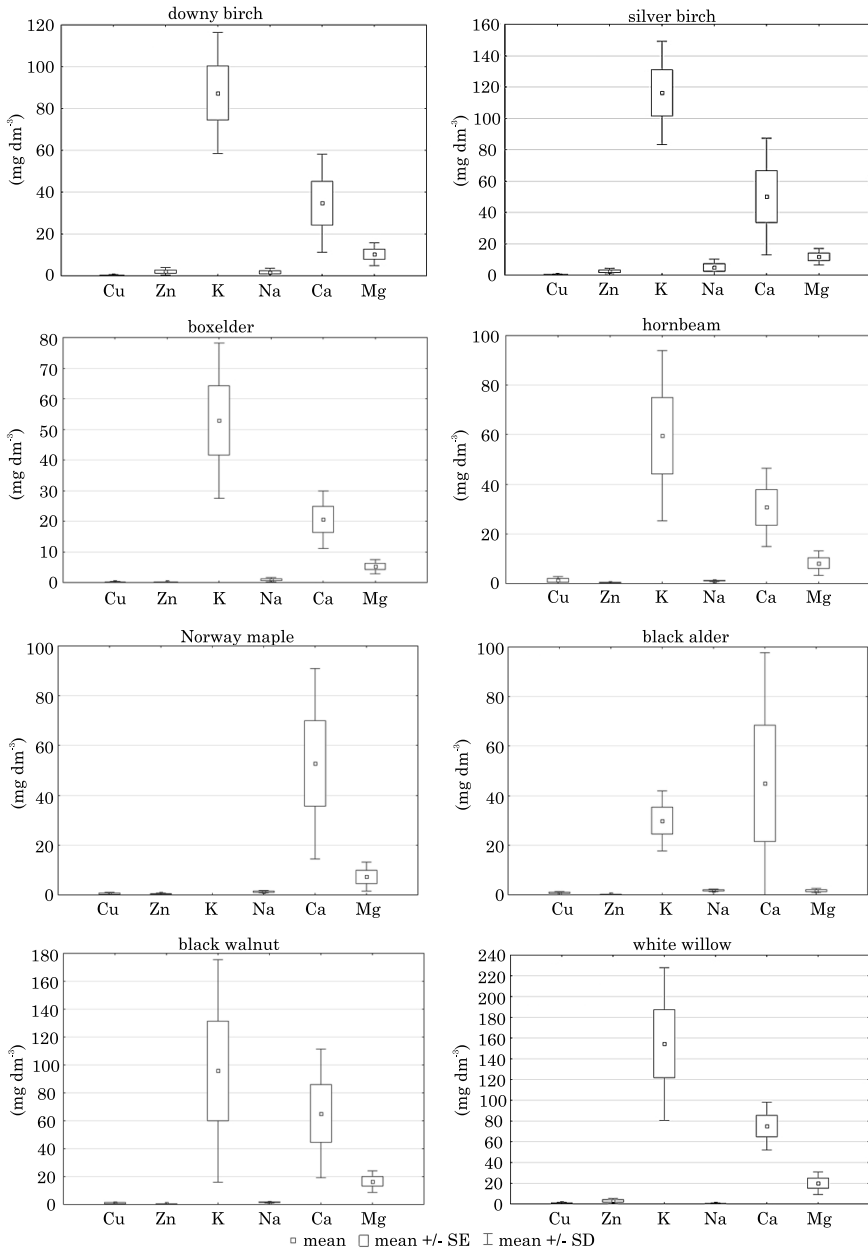 downy birch
silver birch
(mg dm-3)
120
100
80
60
40
20
0
Cu Zn K Na Ca Mg
(mg dm-3)
160
140
120
100
80
60
40
20
0
Cu Zn K Na Ca Mg
boxelder
hornbeam
(mg dm-3)
80
70
60
50
40
30
20
10
0
Cu Zn K Na Ca Mg
(mg dm-3)
100
80
60
40
20
0
Cu Zn K Na Ca Mg
Norway maple
black alder
(mg dm-3)
100
80
60
40
20
0
Cu Zn K Na Ca Mg
(mg dm-3)
100
80
60
40
20
0
Cu Zn K Na Ca Mg
black walnut
white willow
(mg dm-3)
180
160
140
120
100
80
60
40
20
0
Cu Zn K Na Ca Mg
(mg dm-3)
240
220
200
180
160
140
120
100
80
60
40
20
0
Cu Zn K Na Ca Mg
mean mean +/- SE mean +/- SD